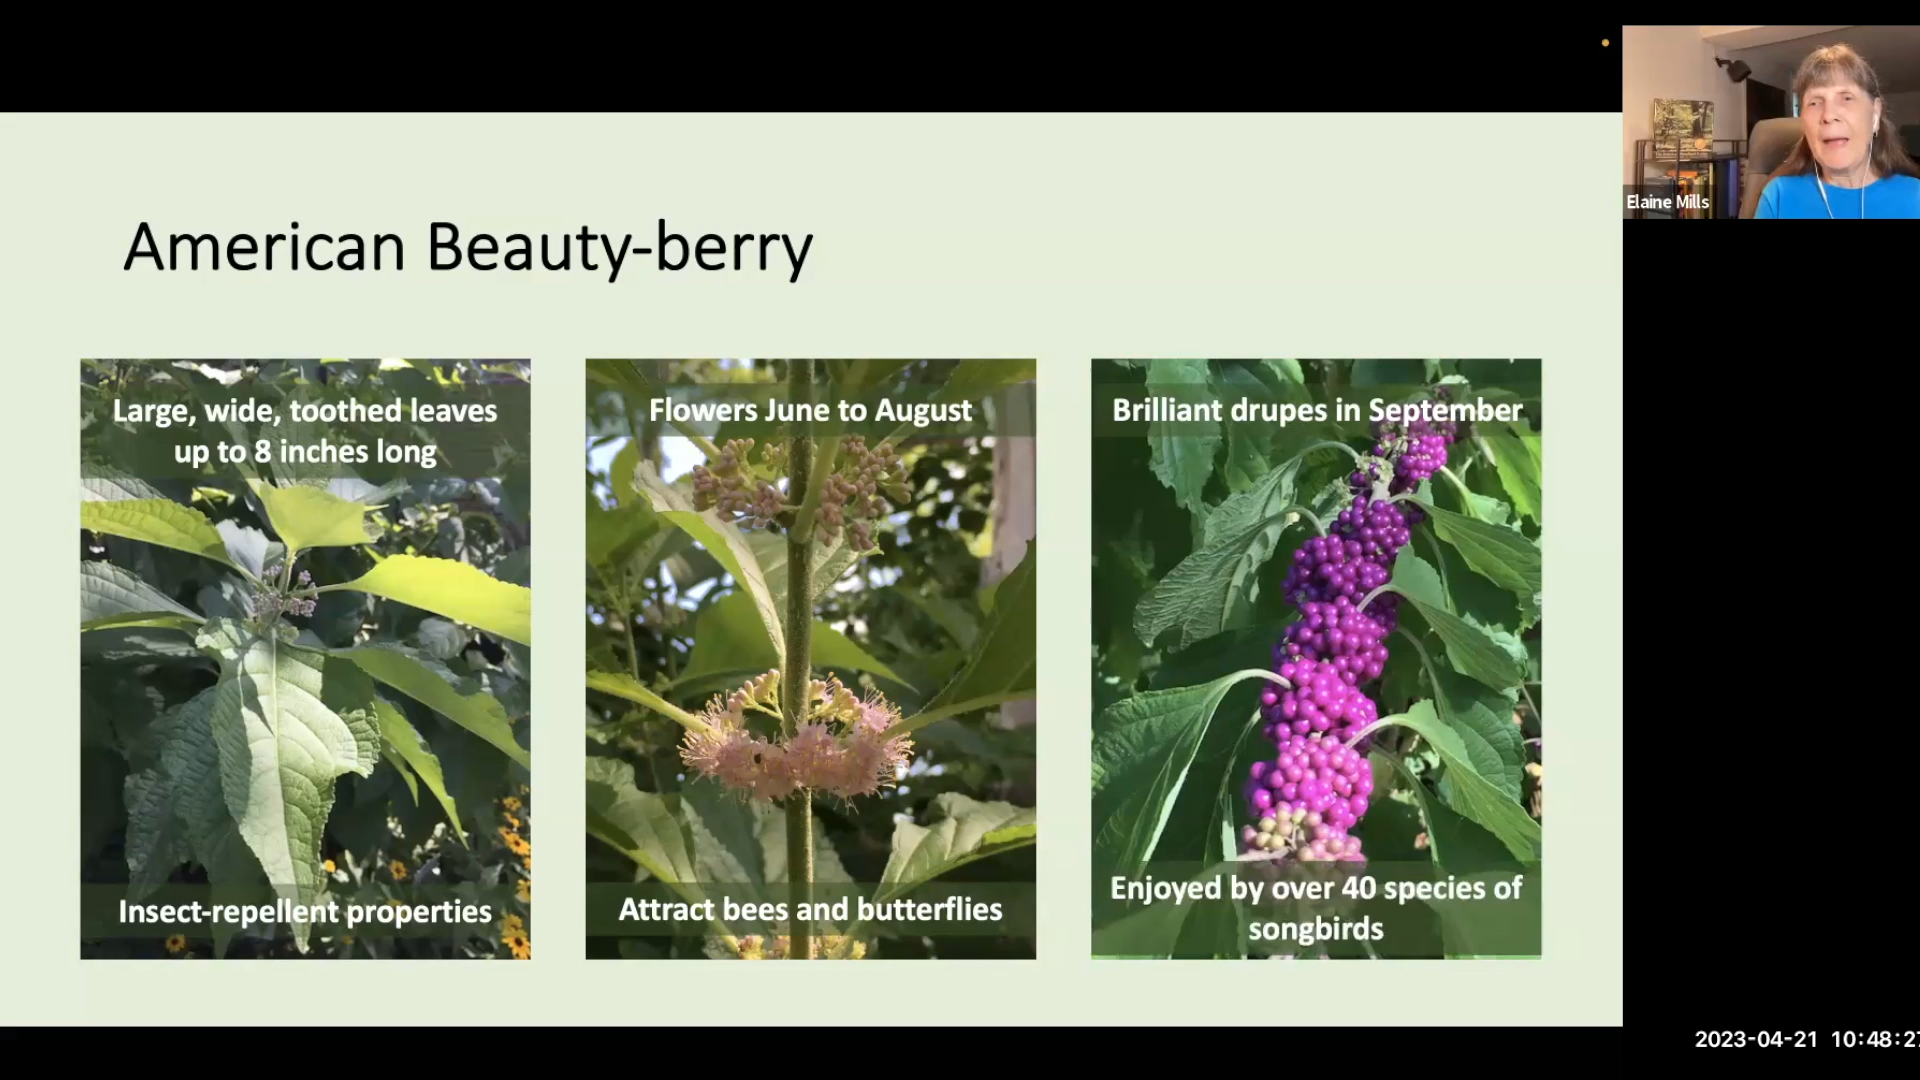 American Beauty-berry
Large, wide, toothed leaves
up to 8 inches long
Insect-repellent properties
Flowers June to August
Attract bees and butterflies
Brilliant drupes in September
Enjoyed by over 40 species of
songbirds
Elaine Mills
2023-04-21 10:48:27